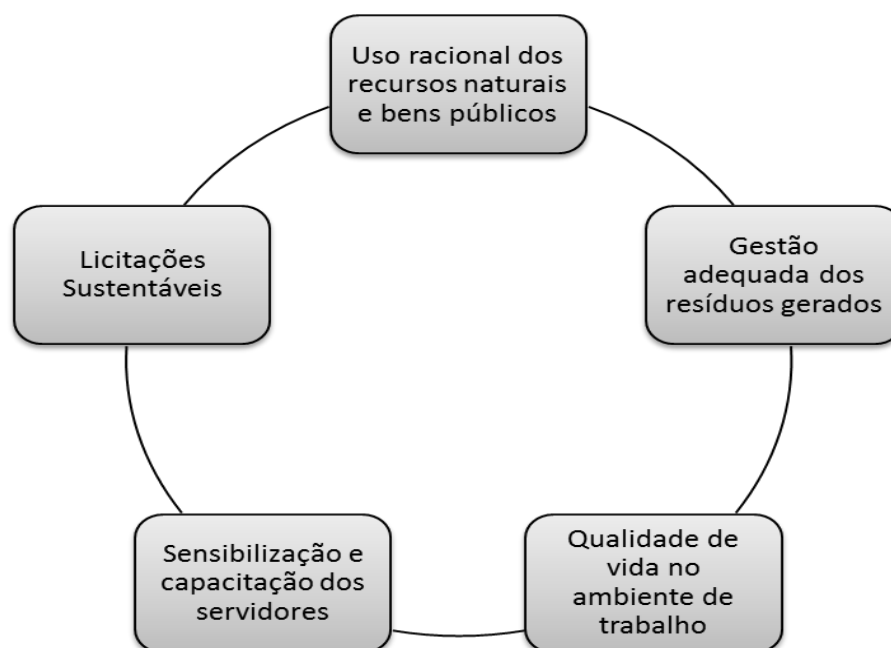 Uso racional dos
recursos naturais
e bens públicos
Gestão
adequada dos
resíduos gerados
Qualidade de
vida no
ambiente de
trabalho
Sensibilização e
capacitação dos
servidores
Licitações
Sustentáveis